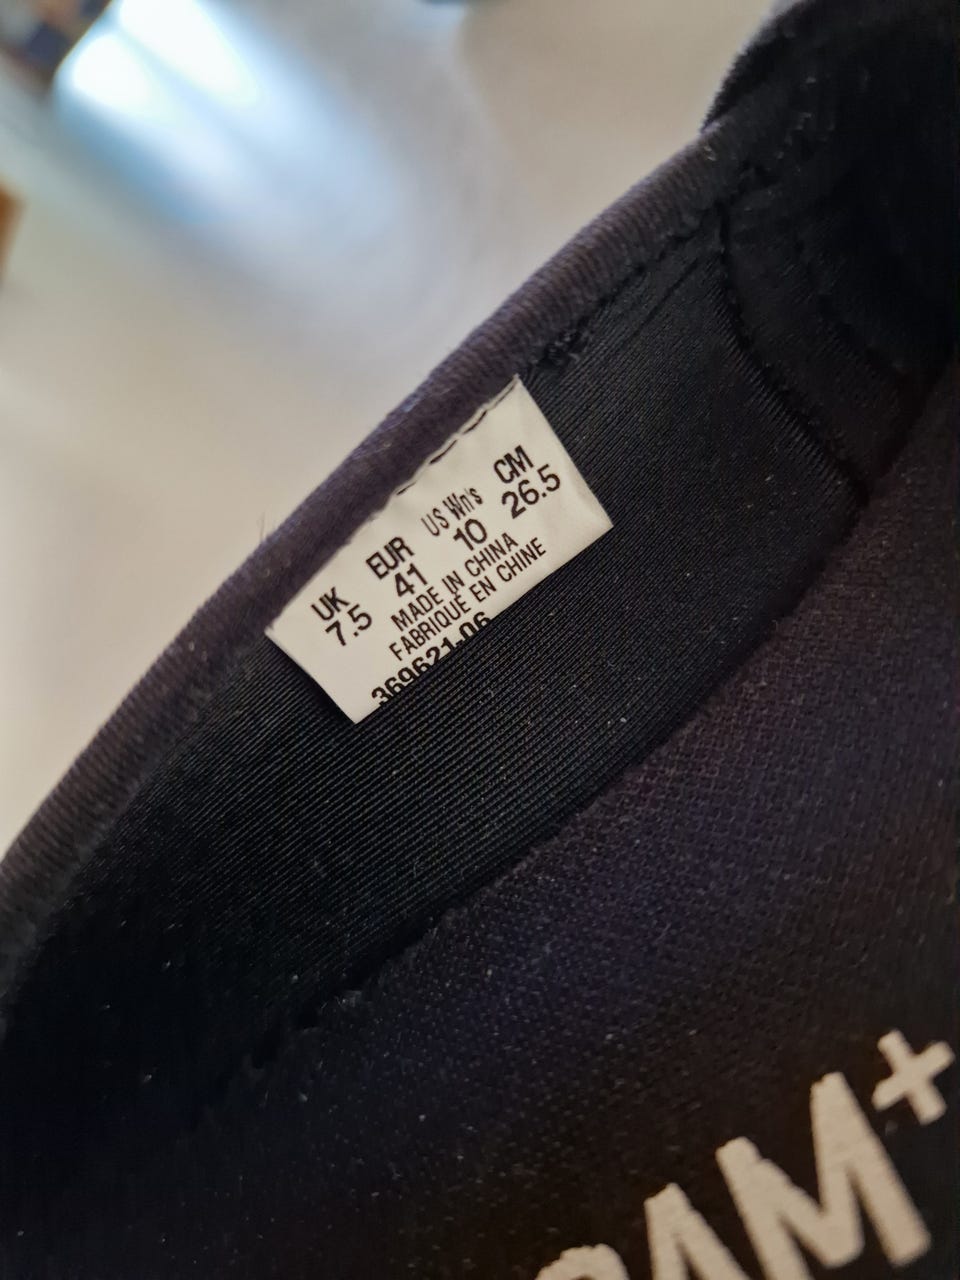 UK EUR US Wn's CM
7.5 41 10 26.5
MADE IN CHINA
FABRIQUÉ EN CHINE
369621-06